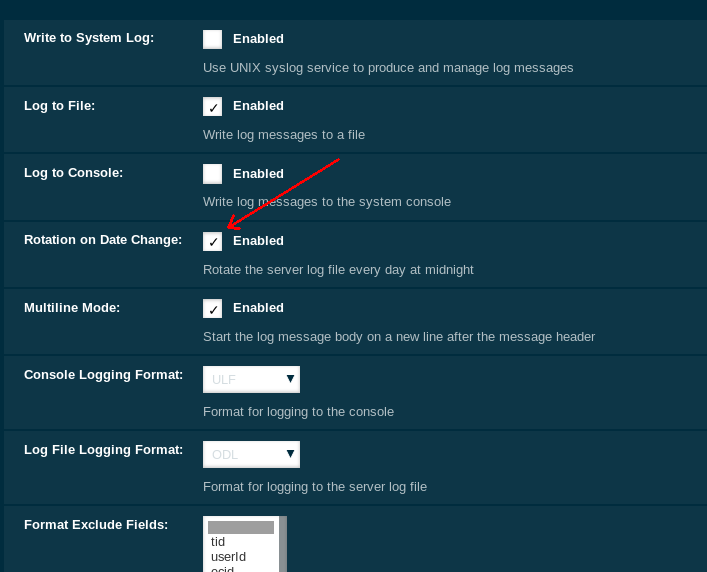 Write to System Log: Enabled
Use UNIX syslog service to produce and manage log messages
Log to File: Enabled
Write log messages to a file
Log to Console: Enabled
Write log messages to the system console
Rotation on Date Change: Enabled
Rotate the server log file every day at midnight
Multiline Mode: Enabled
Start the log message body on a new line after the message header
Console Logging Format: ULF
Format for logging to the console
Log File Logging Format: ODL
Format for logging to the server log file
Format Exclude Fields:
tid
userId
ecid